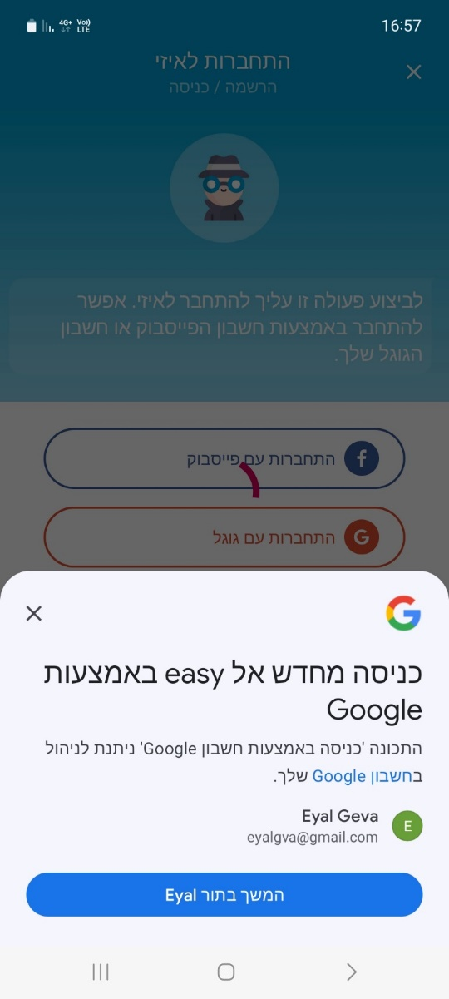 16:57
4G+ Vo))
LTE
התחברות לאיזי
הרשמה / כניסה
לביצוע פעולה זו עליך להתחבר לאיזי. אפשר
להתחבר באמצעות חשבון הפייסבוק או חשבון
הגוגל שלך.
התחברות עם פייסבוק
התחברות עם גוגל
כניסה מחדש אל easy באמצעות
Google
התכונה 'כניסה באמצעות חשבון Google' ניתנת לניהול
בחשבון Google שלך.
Eyal Geva
E
eyalgva@gmail.com
המשך בתור Eyal